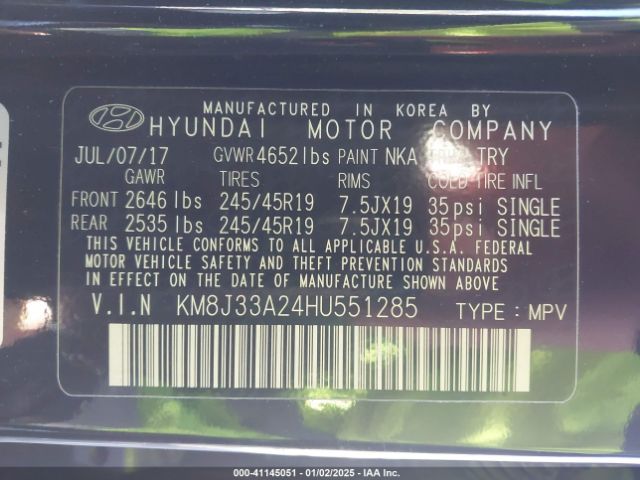 MANUFACTURED IN KOREA BY
HYUNDAI MOTOR COMPANY
JUL/07/17 GVWR 4652 lbs PAINT NKA TRIM TRY
GAWR TIRES RIMS COLD TIRE INFL
FRONT 2646 lbs 245/45R19 7.5JX19 35psi SINGLE
REAR 2535 lbs 245/45R19 7.5JX19 35psi SINGLE
THIS VEHICLE CONFORMS TO ALL APPLICABLE U.S.A. FEDERAL
MOTOR VEHICLE SAFETY AND THEFT PREVENTION STANDARDS
IN EFFECT ON THE DATE OF MANUFACTURE SHOWN ABOVE
V.I.N KM8J33A24HU551285 TYPE : MPV
000-41145051 - 01/02/2025 - IAA Inc.